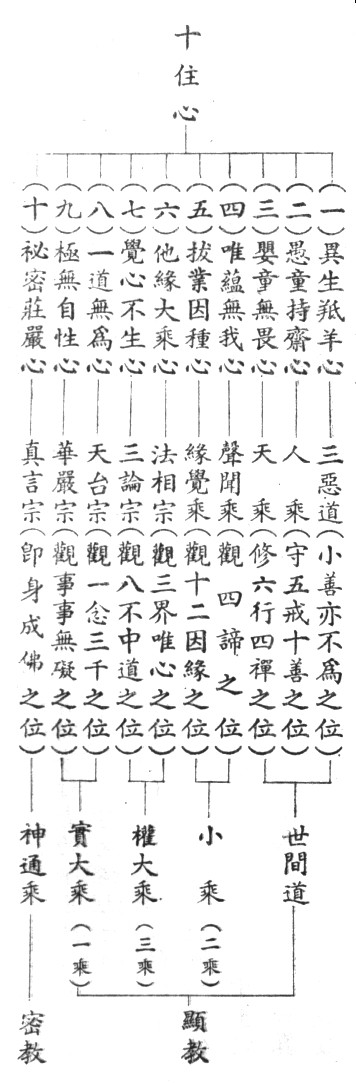 十住心
(一)異生羝羊心
三惡道(小善亦不爲之位)
(二)愚童持齋心
人乘(守五戒十善之位)
(三)嬰童無畏心
天乘(修六行四禪之位)
(四)唯蘊無我心
聲聞乘(觀四諦之位)
(五)拔業因種心
緣覺乘(觀十二因緣之位)
(六)他緣大乘心
法相宗(觀三界唯心之位)
(七)覺心不生心
三論宗(觀八不中道之位)
(八)一道無爲心
天台宗(觀一念三千之位)
(九)極無自性心
華嚴宗(觀事事無礙之位)
(十)祕密莊嚴心
真言宗(卽身成佛之位)
世間道
小乘(二乘)
權大乘(三乘)
實大乘(一乘)
神通乘
顯教
密教